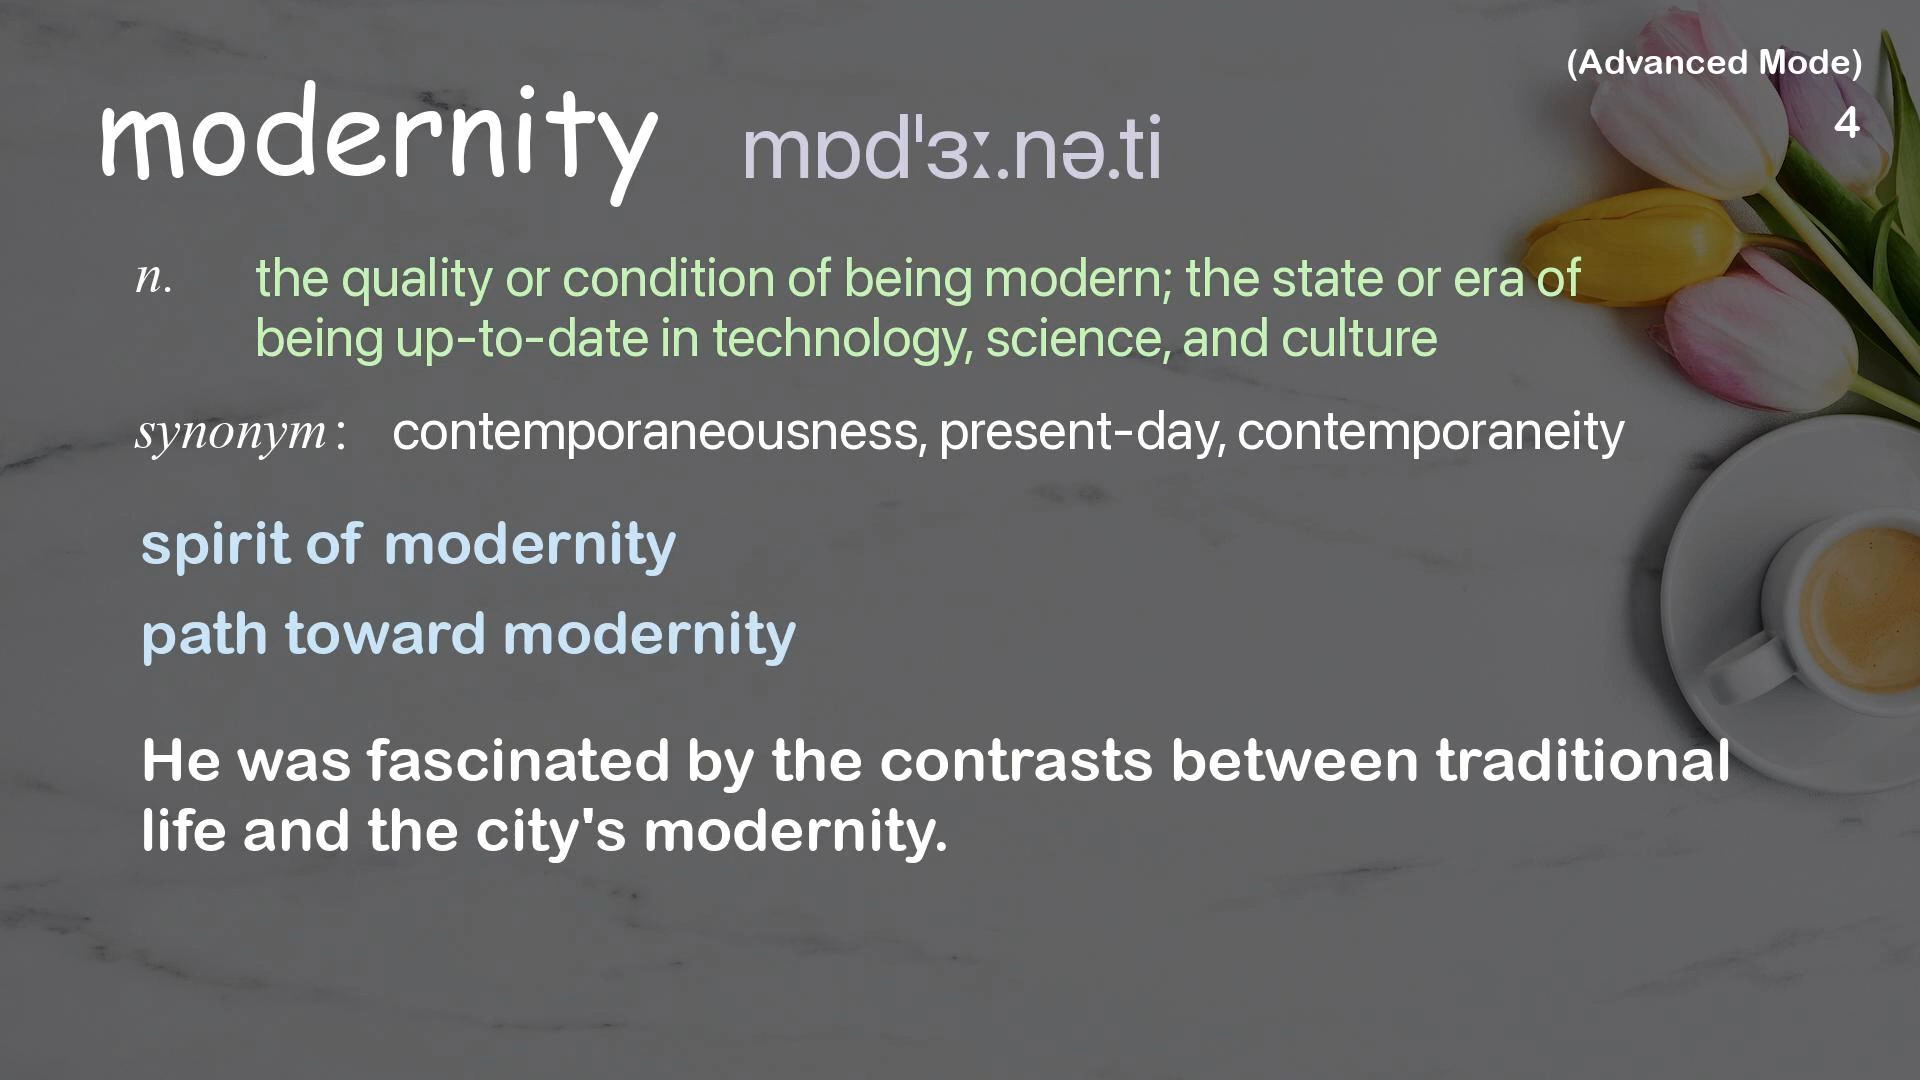 (Advanced Mode)
4
modernity mɒdˈɜː.nə.ti
n. the quality or condition of being modern; the state or era of
being up-to-date in technology, science, and culture
synonym: contemporaneousness, present-day, contemporaneity
spirit of modernity
path toward modernity
He was fascinated by the contrasts between traditional
life and the city's modernity.